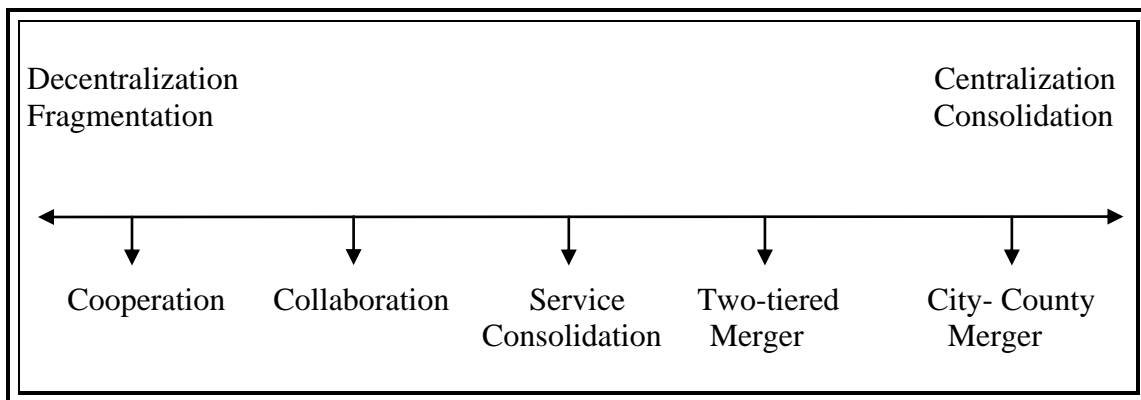 Decentralization
Fragmentation
Centralization
Consolidation
Cooperation
Collaboration
Service
Consolidation
Two-tiered
Merger
City- County
Merger